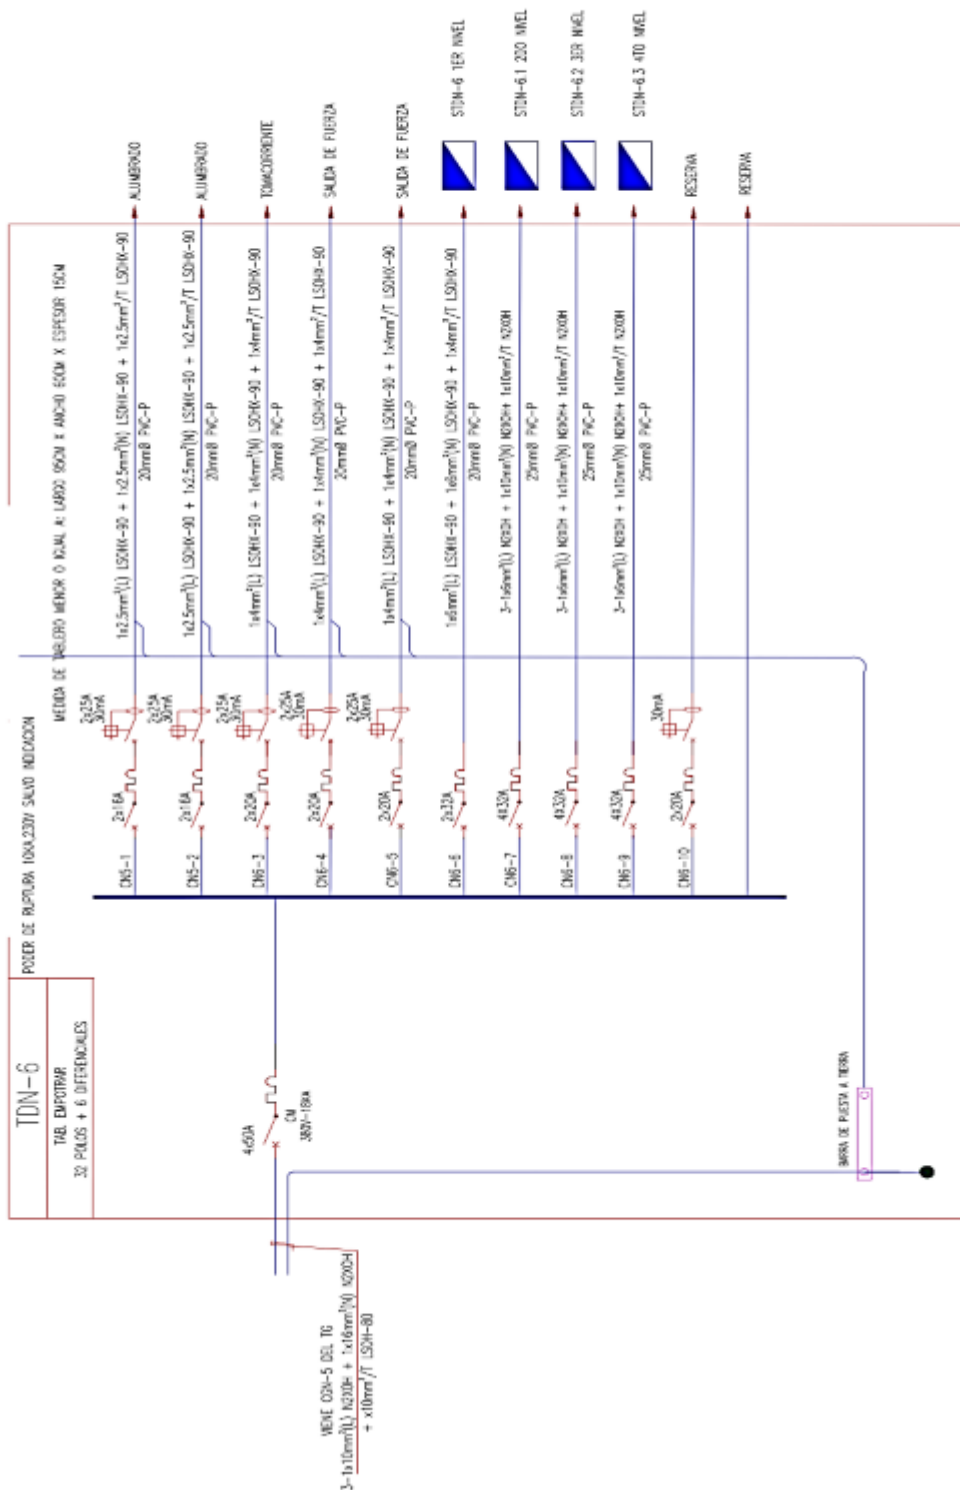 TDN-6
TAB. EMPOTRAR
32 POLOS + 6 DIFERENCIALES
PODER DE RUPTURA 10KA,230V SALVO INDICACION
MEDIDA DE TABLERO MENOR O IGUAL A: LARGO 95CM X ANCHO 60CM X ESPESOR 15CM
VIENE CGN-5 DEL TG
3-1x10mm²(L) N2XOH + 1x16mm²(N) N2XOH
+ x10mm²/T LSOH-80
4x50A
CM
380V-18KA
BARRA DE PUESTA A TIERRA
CN5-1
2x16A
2x25A
30mA
1x2.5mm²(L) LSOHX-90 + 1x2.5mm²(N) LSOHX-90 + 1x2.5mm²/T LSOHX-90
20mmØ PVC-P
ALUMBRADO
CN5-2
2x16A
2x25A
30mA
1x2.5mm²(L) LSOHX-90 + 1x2.5mm²(N) LSOHX-90 + 1x2.5mm²/T LSOHX-90
20mmØ PVC-P
ALUMBRADO
CN6-3
2x20A
2x25A
30mA
1x4mm²(L) LSOHX-90 + 1x4mm²(N) LSOHX-90 + 1x4mm²/T LSOHX-90
20mmØ PVC-P
TOMACORRIENTE
CN6-4
2x20A
2x25A
30mA
1x4mm²(L) LSOHX-90 + 1x4mm²(N) LSOHX-90 + 1x4mm²/T LSOHX-90
20mmØ PVC-P
SALIDA DE FUERZA
CN6-5
2x20A
2x25A
30mA
1x4mm²(L) LSOHX-90 + 1x4mm²(N) LSOHX-90 + 1x4mm²/T LSOHX-90
20mmØ PVC-P
SALIDA DE FUERZA
CN6-6
2x32A
1x6mm²(L) LSOHX-90 + 1x6mm²(N) LSOHX-90 + 1x4mm²/T LSOHX-90
20mmØ PVC-P
STDN-6 1ER NIVEL
CN6-7
4x32A
3-1x6mm²(L) N2XOH + 1x10mm²(N) N2XOH+ 1x10mm²/T N2XOH
25mmØ PVC-P
STDN-6.1 2DO NIVEL
CN6-8
4x32A
3-1x6mm²(L) N2XOH + 1x10mm²(N) N2XOH+ 1x10mm²/T N2XOH
25mmØ PVC-P
STDN-6.2 3ER NIVEL
CN6-9
4x32A
3-1x6mm²(L) N2XOH + 1x10mm²(N) N2XOH+ 1x10mm²/T N2XOH
25mmØ PVC-P
STDN-6.3 4TO NIVEL
CN6-10
2x20A
30mA
RESERVA
RESERVA